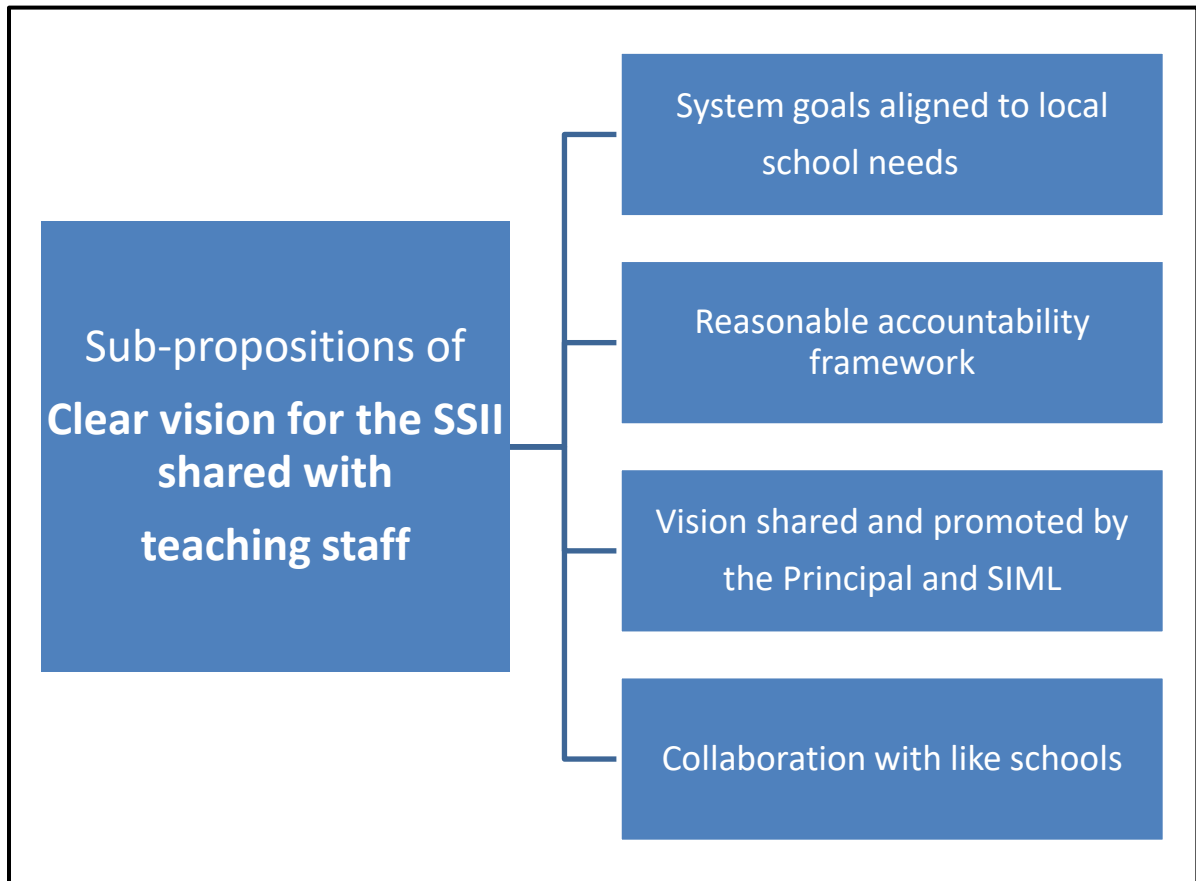 Sub-propositions of
Clear vision for the SSII
shared with
teaching staff
System goals aligned to local
school needs
Reasonable accountability
framework
Vision shared and promoted by
the Principal and SIML
Collaboration with like schools